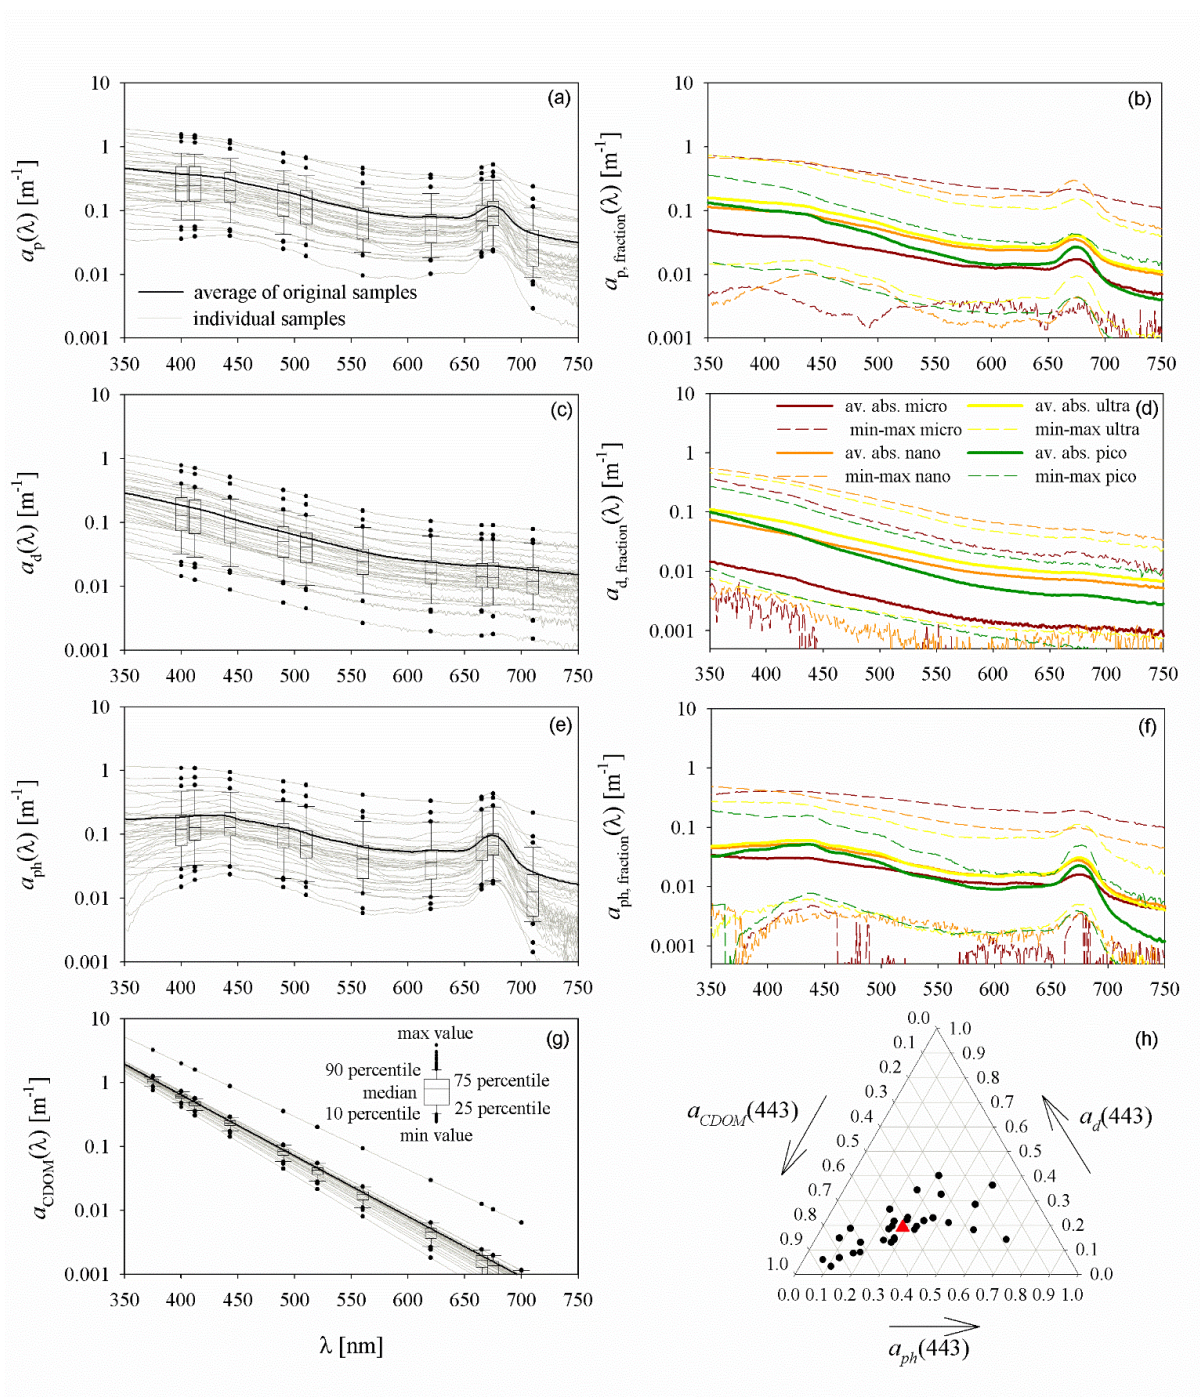 (a)
10
1
0.1
0.01
0.001
a_p(λ) [m⁻¹]
average of original samples
individual samples
350 400 450 500 550 600 650 700 750
(b)
10
1
0.1
0.01
0.001
a_p, fraction(λ) [m⁻¹]
350 400 450 500 550 600 650 700 750
(c)
10
1
0.1
0.01
0.001
a_d(λ) [m⁻¹]
350 400 450 500 550 600 650 700 750
(d)
av. abs. micro
av. abs. ultra
min-max micro
min-max ultra
av. abs. nano
av. abs. pico
min-max nano
min-max pico
10
1
0.1
0.01
0.001
a_d, fraction(λ) [m⁻¹]
350 400 450 500 550 600 650 700 750
(e)
10
1
0.1
0.01
0.001
a_ph(λ) [m⁻¹]
350 400 450 500 550 600 650 700 750
(f)
10
1
0.1
0.01
0.001
a_ph, fraction(λ) [m⁻¹]
350 400 450 500 550 600 650 700 750
(g)
10
1
0.1
0.01
0.001
a_CDOM(λ) [m⁻¹]
max value
90 percentile
75 percentile
median
10 percentile
25 percentile
min value
350 400 450 500 550 600 650 700 750
λ [nm]
(h)
0.0 1.0
0.1 0.9
0.2 0.8
0.3 0.7
0.4 0.6
0.5 0.5
0.6 0.4
0.7 0.3
0.8 0.2
0.9 0.1
1.0 0.0
a_CDOM(443)
a_d(443)
0.0 0.1 0.2 0.3 0.4 0.5 0.6 0.7 0.8 0.9 1.0
a_ph(443)